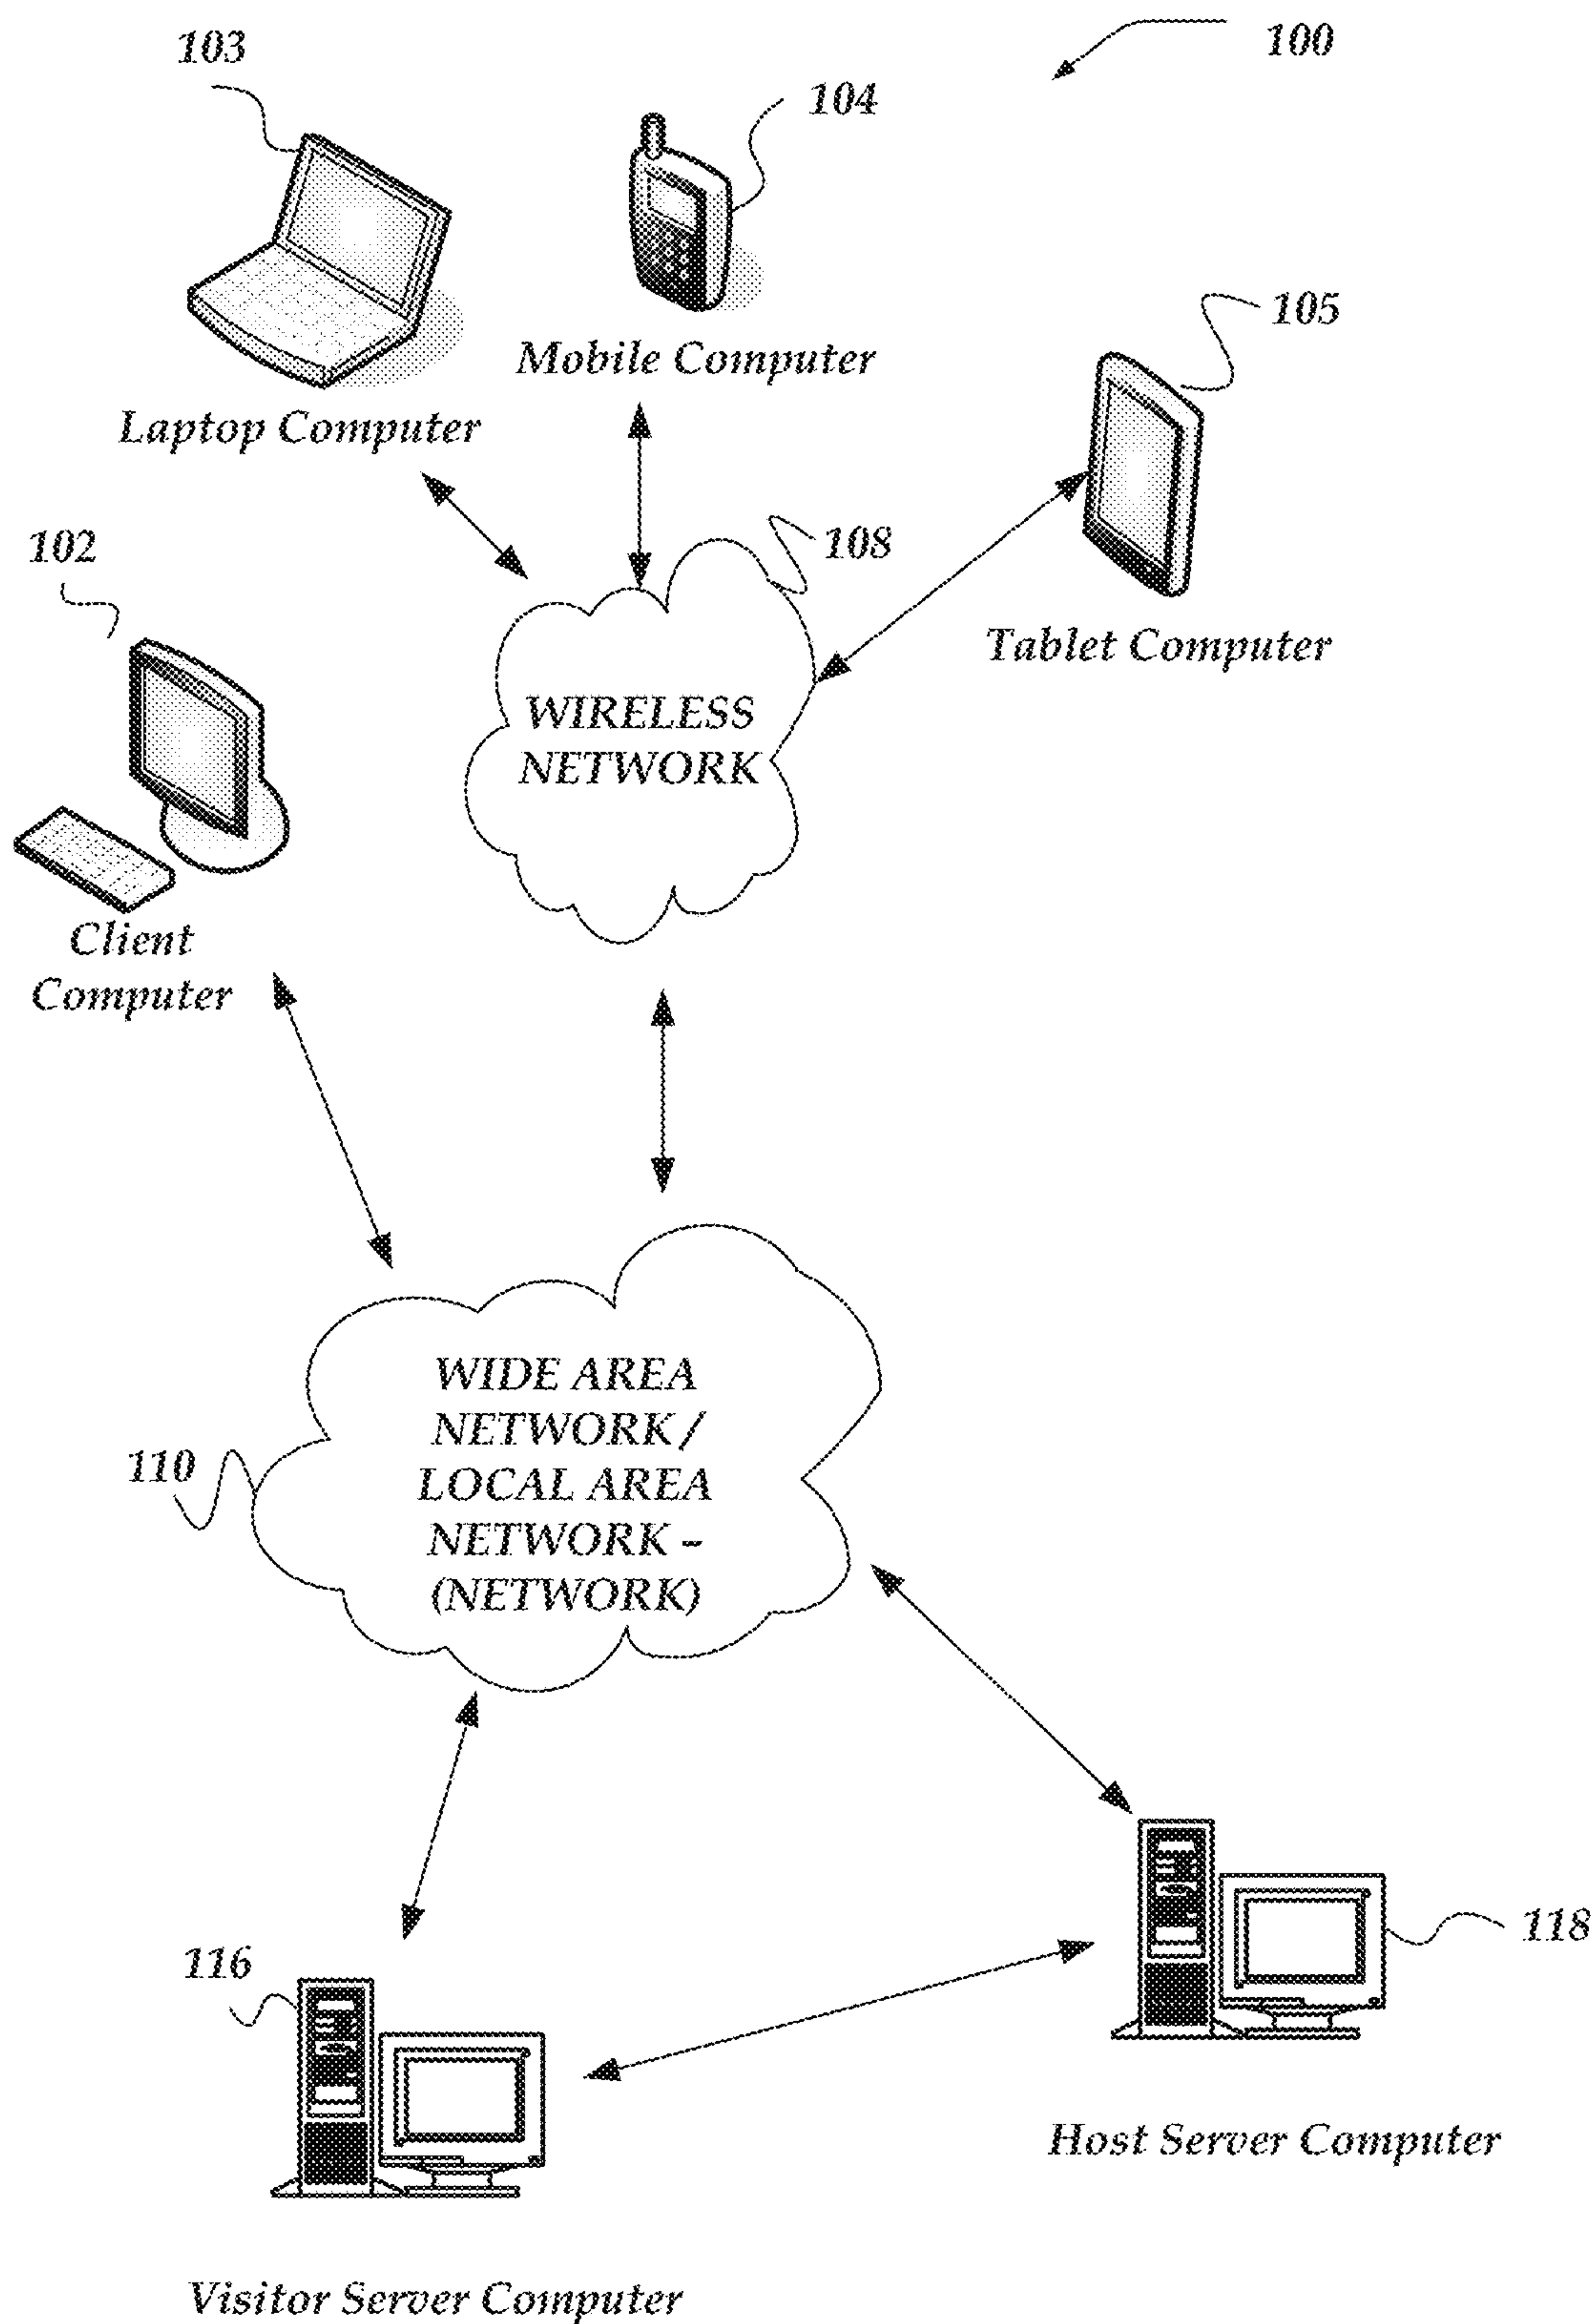 100
103
104
Mobile Computer
105
Laptop Computer
108
102
Tablet Computer
WIRELESS
NETWORK
Client
Computer
WIDE AREA
NETWORK /
110
LOCAL AREA
NETWORK –
(NETWORK)
118
116
Host Server Computer
Visitor Server Computer